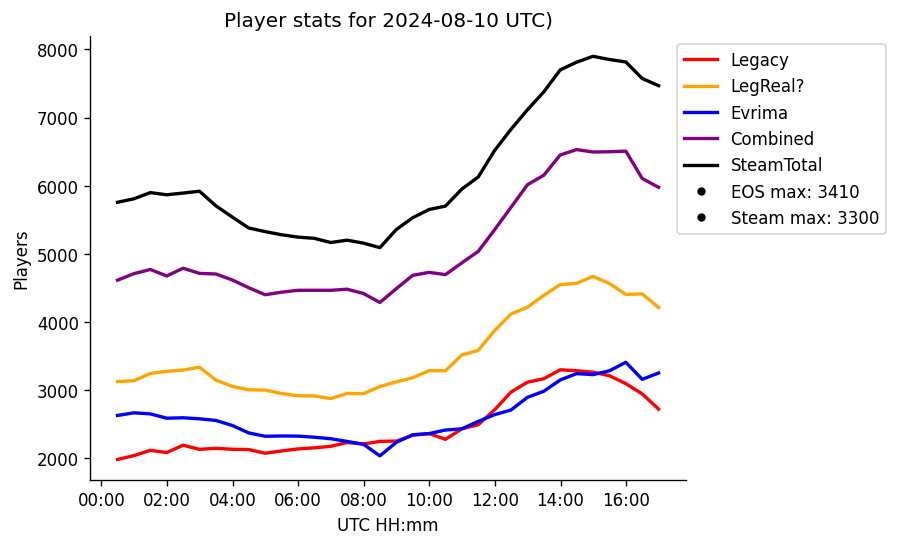 Player stats for 2024-08-10 UTC)
8000
7000
6000
5000
4000
3000
2000
Players
00:00 02:00 04:00 06:00 08:00 10:00 12:00 14:00 16:00
UTC HH:mm
Legacy
LegReal?
Evrima
Combined
SteamTotal
EOS max: 3410
Steam max: 3300